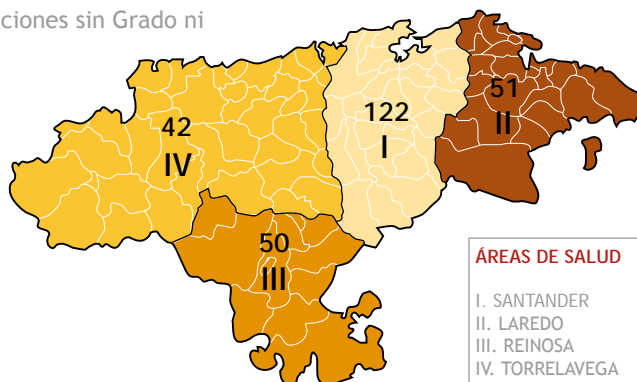 ciones sin Grado ni
42
IV
122
I
51
II
50
III
ÁREAS DE SALUD
I. SANTANDER
II. LAREDO
III. REINOSA
IV. TORRELAVEGA